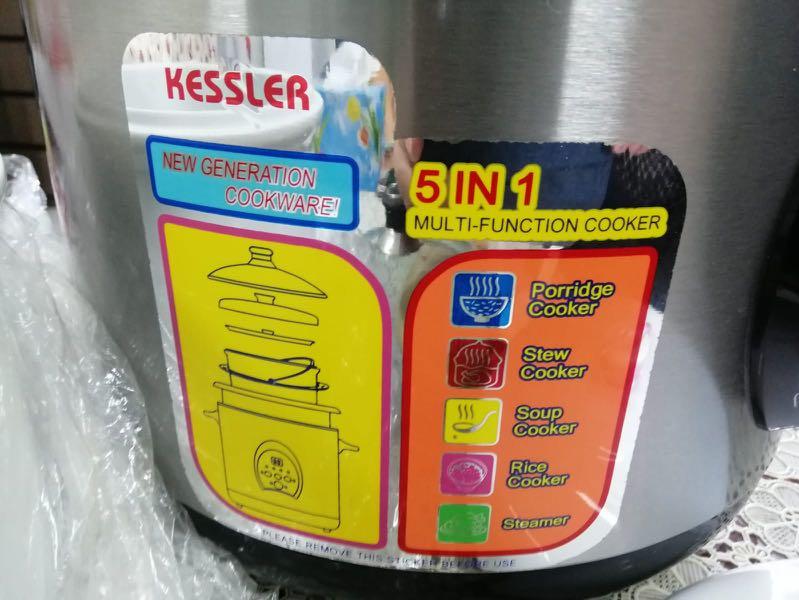 KESSLER
NEW GENERATION
COOKWARE!
5 IN 1
MULTI-FUNCTION COOKER
Porridge
Cooker
Stew
Cooker
Soup
Cooker
Rice
Cooker
Steamer
PLEASE REMOVE THIS STICKER BEFORE USE